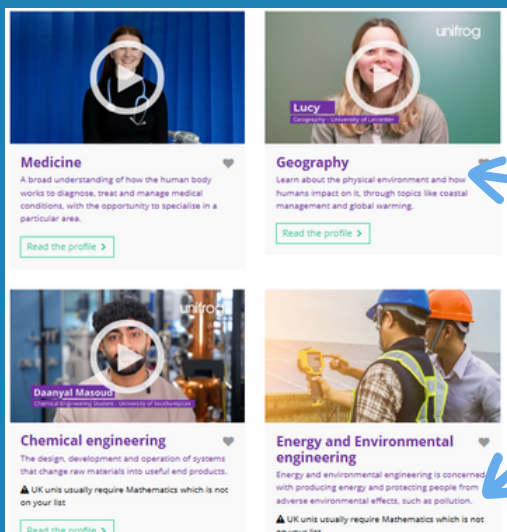 unifrog
Lucy
Geography - University of Leicester
Medicine
A broad understanding of how the human body
works to diagnose, treat and manage medical
conditions, with the opportunity to specialise in a
particular area.
Read the profile >
Geography
Learn about the physical environment and how
humans impact on it, through topics like coastal
management and global warming.
Read the profile >
unifrog
Daanyal Masoud
Chemical Engineering Student - University of Southampton
Chemical engineering
The design, development and operation of systems
that change raw materials into useful end products.
UK unis usually require Mathematics which is not
on your list
Read the profile >
Energy and Environmental
engineering
Energy and environmental engineering is concerned
with producing energy and protecting people from
adverse environmental effects, such as pollution.
UK unis usually require Mathematics which is not
on your list